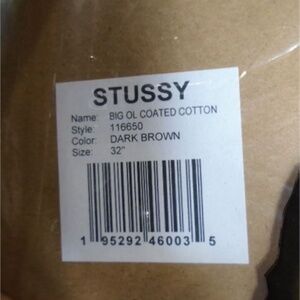 STUSSY
Name: BIG OL COATED COTTON
Style: 116650
Color: DARK BROWN
Size: 32"
1 95292 46003 5